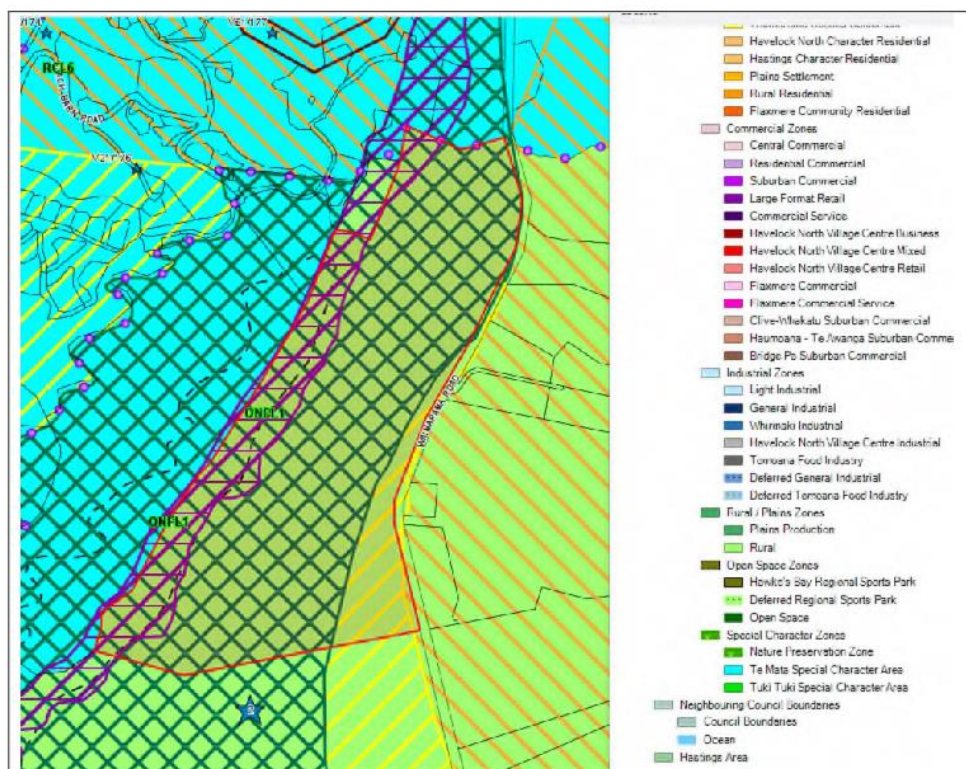 RCL6
ONFL1
ONFL1
Havelock North Character Residential
Hastings Character Residential
Plains Settlement
Rural Residential
Flaxmere Community Residential
Commercial Zones
Central Commercial
Residential Commercial
Suburban Commercial
Large Format Retail
Commercial Service
Havelock North Village Centre Business
Havelock North Village Centre Mixed
Havelock North Village Centre Retail
Flaxmere Commercial
Flaxmere Commercial Service
Clive-Whakatu Suburban Commercial
Haumoana - Te Awanga Suburban Comme
Bridge Pa Suburban Commercial
Industrial Zones
Light Industrial
General Industrial
Whirinaki Industrial
Havelock North Village Centre Industrial
Tomoana Food Industry
Deferred General Industrial
Deferred Tomoana Food Industry
Rural / Plains Zones
Plains Production
Rural
Open Space Zones
Hawke's Bay Regional Sports Park
Deferred Regional Sports Park
Open Space
Special Character Zones
Nature Preservation Zone
Te Mata Special Character Area
Tuki Tuki Special Character Area
Neighbouring Council Boundaries
Council Boundaries
Ocean
Hastings Area